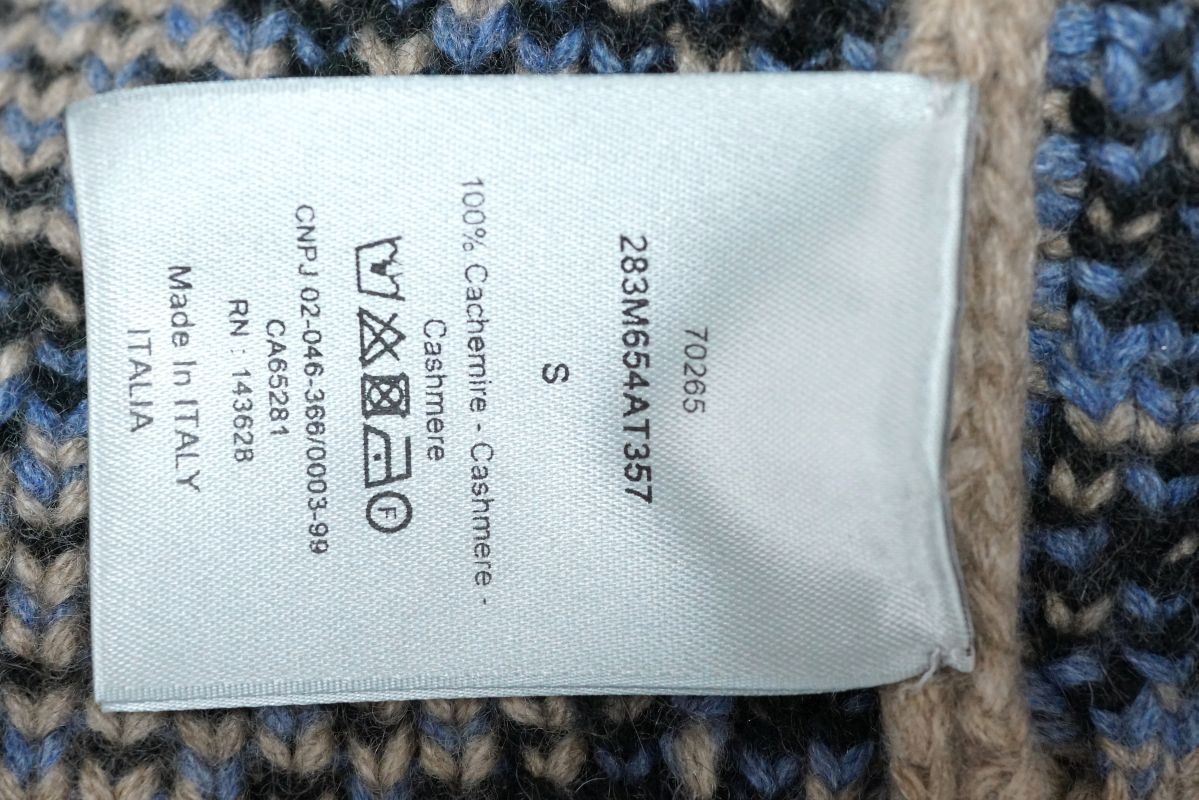 70265
283M654AT357
S
100% Cachemire - Cashmere -
Cashmere
F
CNPJ 02-046-366/0003-99
CA65281
RN : 143628
Made In ITALY
ITALIA